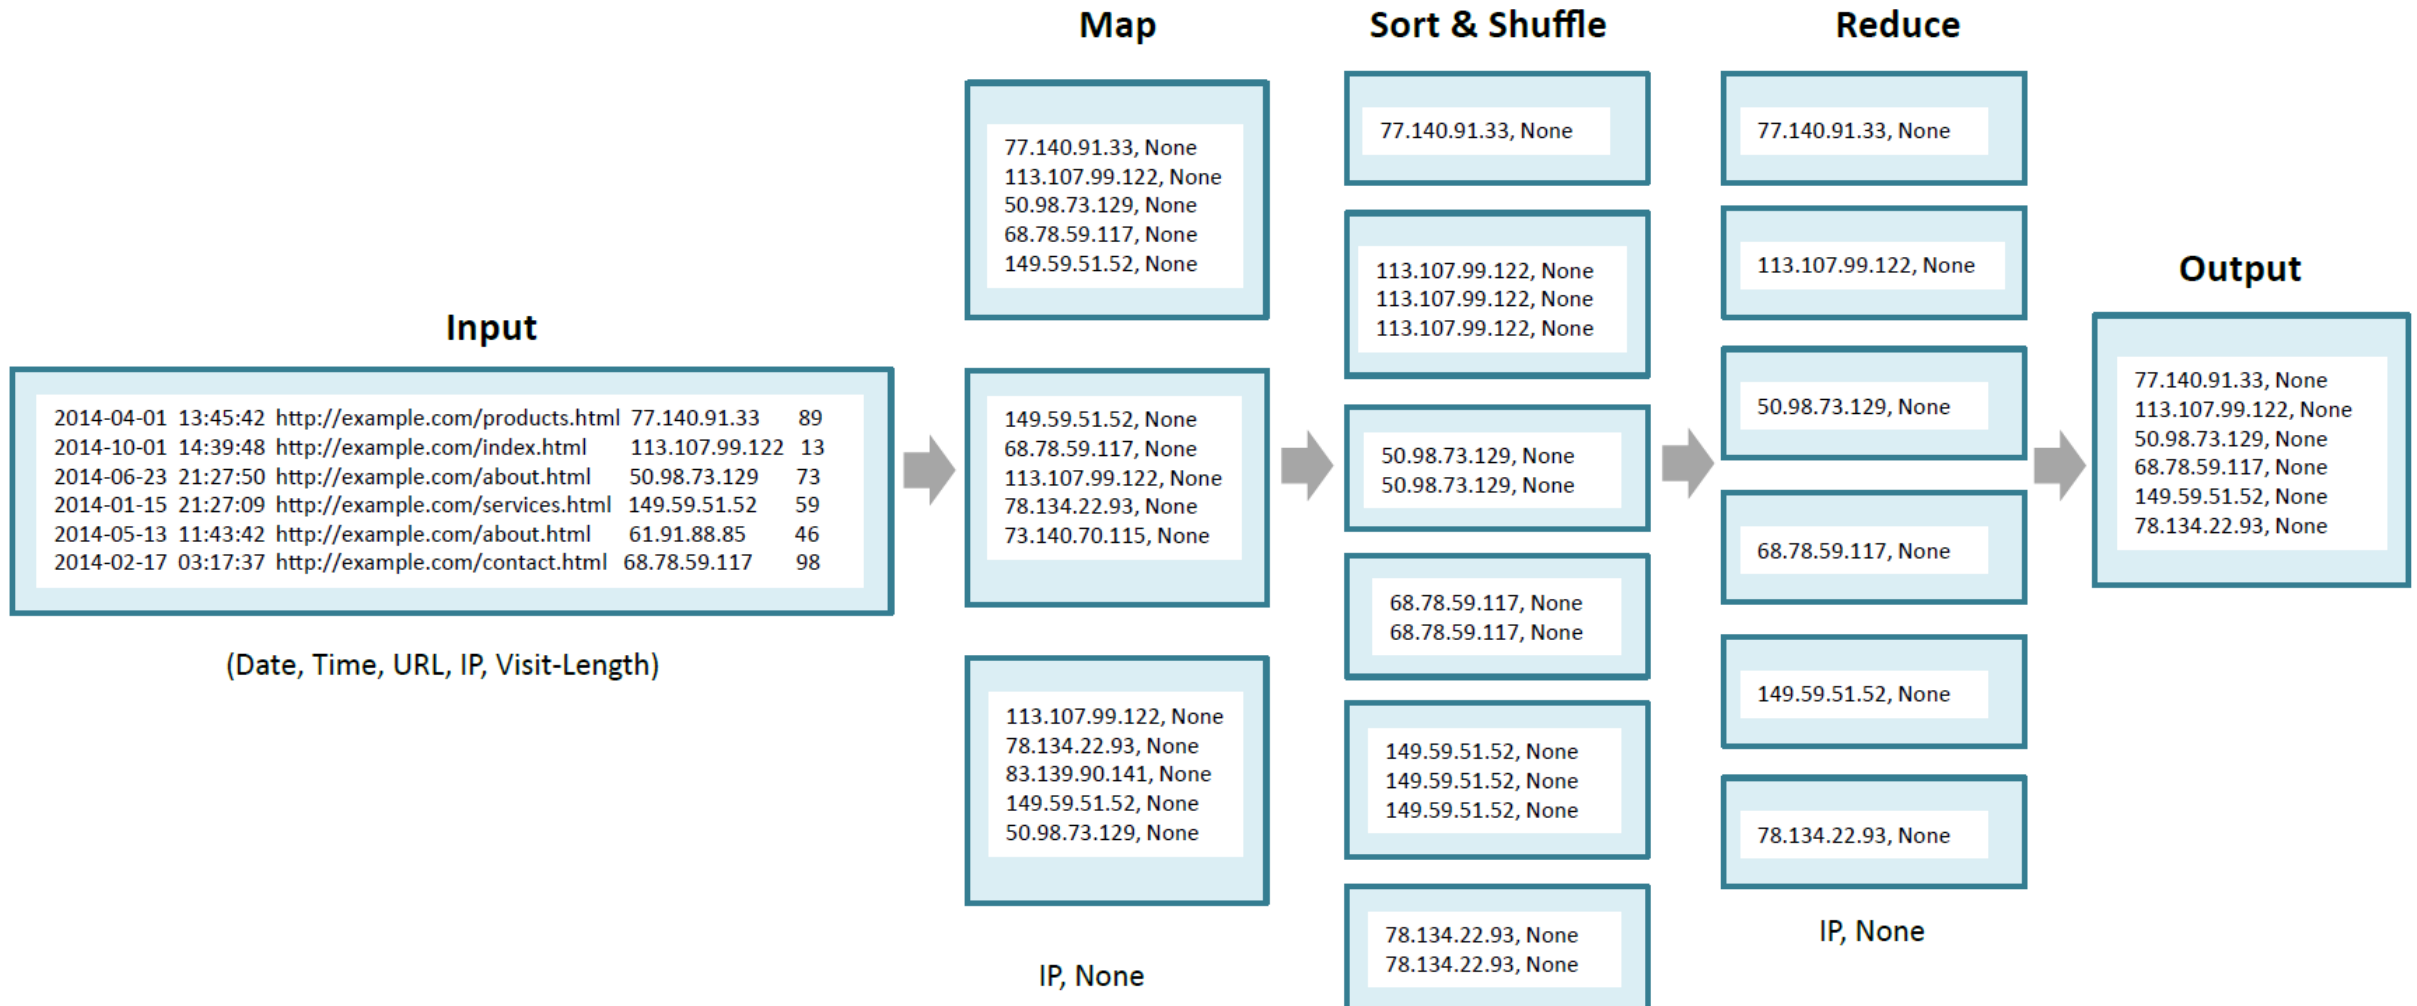 Input
2014-04-01 13:45:42 http://example.com/products.html 77.140.91.33 89
2014-10-01 14:39:48 http://example.com/index.html 113.107.99.122 13
2014-06-23 21:27:50 http://example.com/about.html 50.98.73.129 73
2014-01-15 21:27:09 http://example.com/services.html 149.59.51.52 59
2014-05-13 11:43:42 http://example.com/about.html 61.91.88.85 46
2014-02-17 03:17:37 http://example.com/contact.html 68.78.59.117 98
(Date, Time, URL, IP, Visit-Length)
Map
77.140.91.33, None
113.107.99.122, None
50.98.73.129, None
68.78.59.117, None
149.59.51.52, None
149.59.51.52, None
68.78.59.117, None
113.107.99.122, None
78.134.22.93, None
73.140.70.115, None
113.107.99.122, None
78.134.22.93, None
83.139.90.141, None
149.59.51.52, None
50.98.73.129, None
IP, None
Sort & Shuffle
77.140.91.33, None
113.107.99.122, None
113.107.99.122, None
113.107.99.122, None
50.98.73.129, None
50.98.73.129, None
68.78.59.117, None
68.78.59.117, None
149.59.51.52, None
149.59.51.52, None
149.59.51.52, None
78.134.22.93, None
78.134.22.93, None
Reduce
77.140.91.33, None
113.107.99.122, None
50.98.73.129, None
68.78.59.117, None
149.59.51.52, None
78.134.22.93, None
IP, None
Output
77.140.91.33, None
113.107.99.122, None
50.98.73.129, None
68.78.59.117, None
149.59.51.52, None
78.134.22.93, None